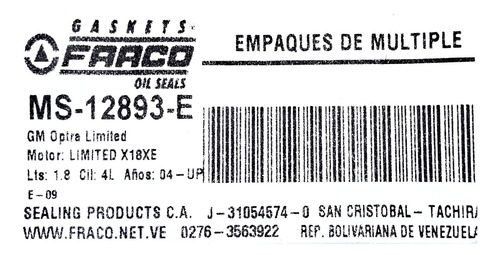 GASKETS
FRACO
OIL SEALS
EMPAQUES DE MULTIPLE
MS-12893-E
GM Optra Limited
Motor: LIMITED X18XE
Lts: 1.8 Cil: 4L Años: 04-UP
E-09
SEALING PRODUCTS C.A. J-31054574-0 SAN CRISTOBAL- TACHIRA
WWW.FRACO.NET.VE 0276-3563922 REP. BOLIVARIANA DE VENEZUELA